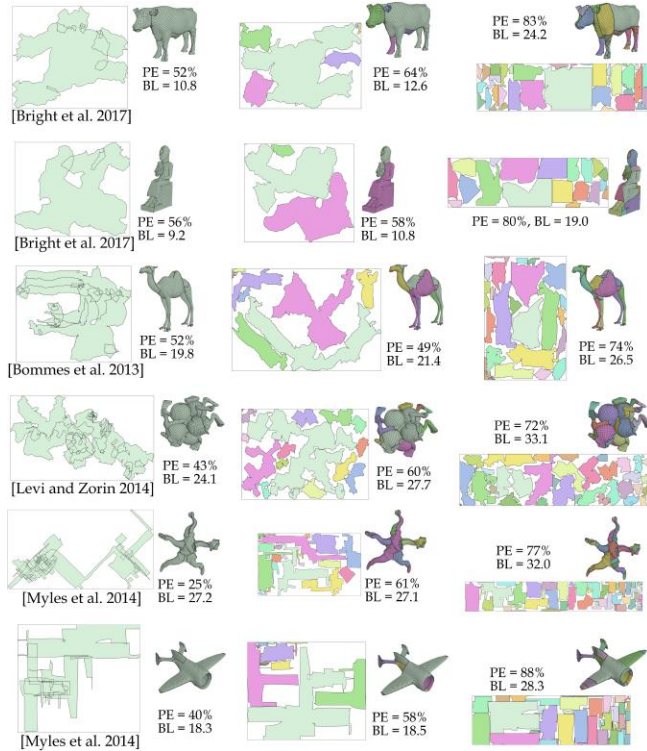 PE = 52%
BL = 10.8
[Bright et al. 2017]
PE = 64%
BL = 12.6
PE = 83%
BL = 24.2
PE = 56%
BL = 9.2
[Bright et al. 2017]
PE = 58%
BL = 10.8
PE = 80%, BL = 19.0
PE = 52%
BL = 19.8
[Bommes et al. 2013]
PE = 49%
BL = 21.4
PE = 74%
BL = 26.5
PE = 43%
BL = 24.1
[Levi and Zorin 2014]
PE = 60%
BL = 27.7
PE = 72%
BL = 33.1
PE = 25%
BL = 27.2
[Myles et al. 2014]
PE = 61%
BL = 27.1
PE = 77%
BL = 32.0
PE = 40%
BL = 18.3
[Myles et al. 2014]
PE = 58%
BL = 18.5
PE = 88%
BL = 28.3